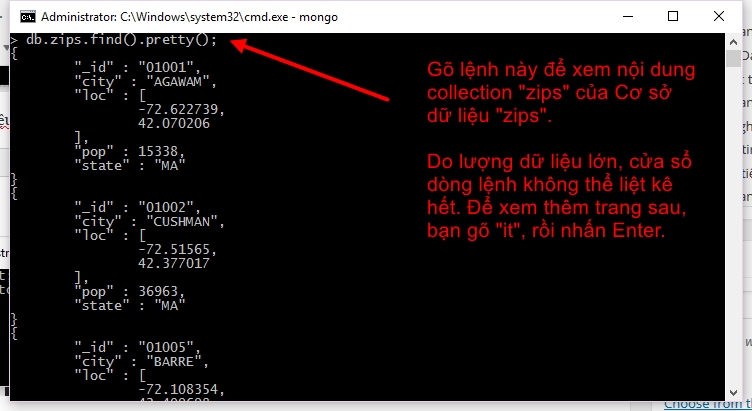 Administrator: C:\Windows\system32\cmd.exe - mongo
> db.zips.find().pretty();
{
"_id" : "01001",
"city" : "AGAWAM",
"loc" : [
-72.622739,
42.070206
],
"pop" : 15338,
"state" : "MA"
}
{
"_id" : "01002",
"city" : "CUSHMAN",
"loc" : [
-72.51565,
42.377017
],
"pop" : 36963,
"state" : "MA"
}
{
"_id" : "01005",
"city" : "BARRE",
"loc" : [
-72.108354,
Gõ lệnh này để xem nội dung
collection "zips" của Cơ sở
dữ liệu "zips".
Do lượng dữ liệu lớn, cửa sổ
dòng lệnh không thể liệt kê
hết. Để xem thêm trang sau,
bạn gõ "it", rồi nhấn Enter.
Choose from t